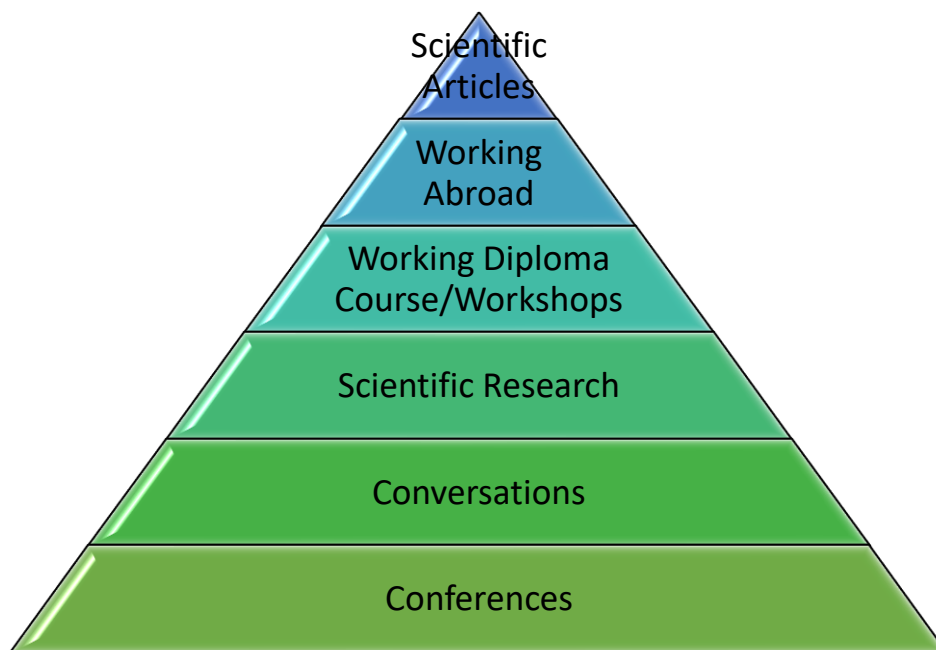 Scientific
Articles
Working
Abroad
Working Diploma
Course/Workshops
Scientific Research
Conversations
Conferences